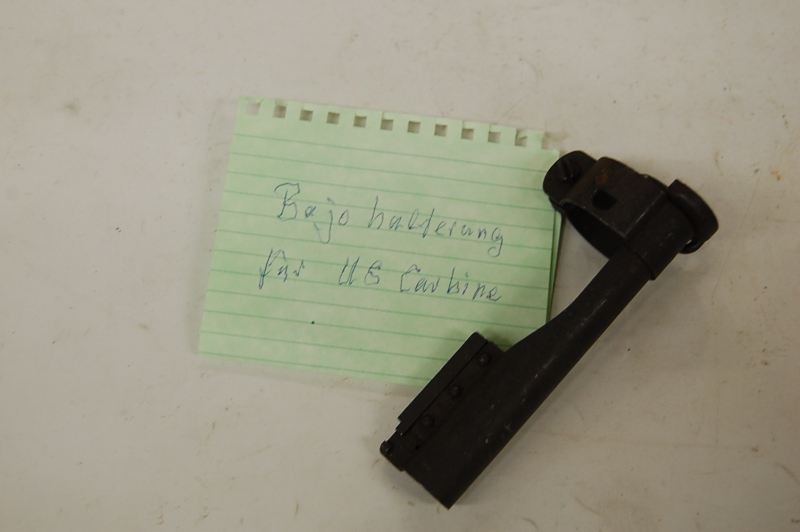 Bajo halterung
für US Carbine